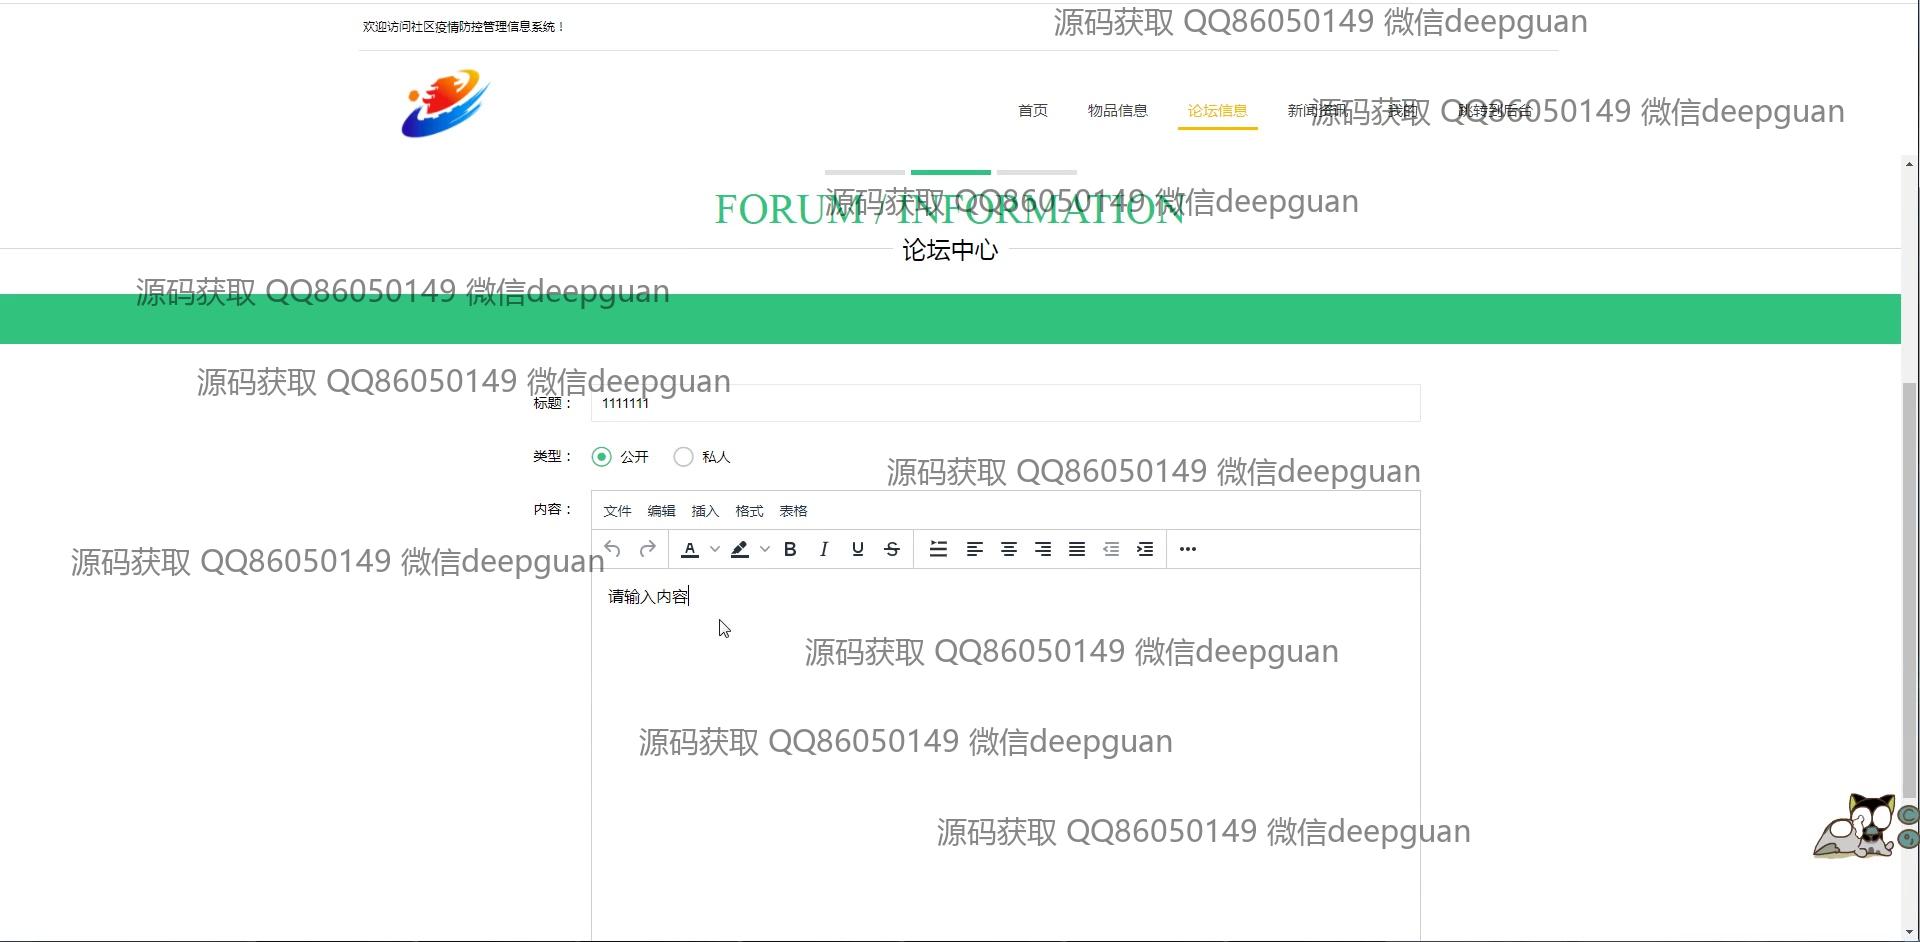 欢迎访问社区疫情防控管理信息系统！
源码获取 QQ86050149 微信deepguan
首页 物品信息 论坛信息 新闻资讯 我的 跳转到后台
源码获取 QQ86050149 微信deepguan
FORUM / INFORMATION
源码获取 QQ86050149 微信deepguan
论坛中心
源码获取 QQ86050149 微信deepguan
源码获取 QQ86050149 微信deepguan
标题： 1111111
类型： 公开 私人
源码获取 QQ86050149 微信deepguan
内容： 文件 编辑 插入 格式 表格
源码获取 QQ86050149 微信deepguan
请输入内容
源码获取 QQ86050149 微信deepguan
源码获取 QQ86050149 微信deepguan
源码获取 QQ86050149 微信deepguan